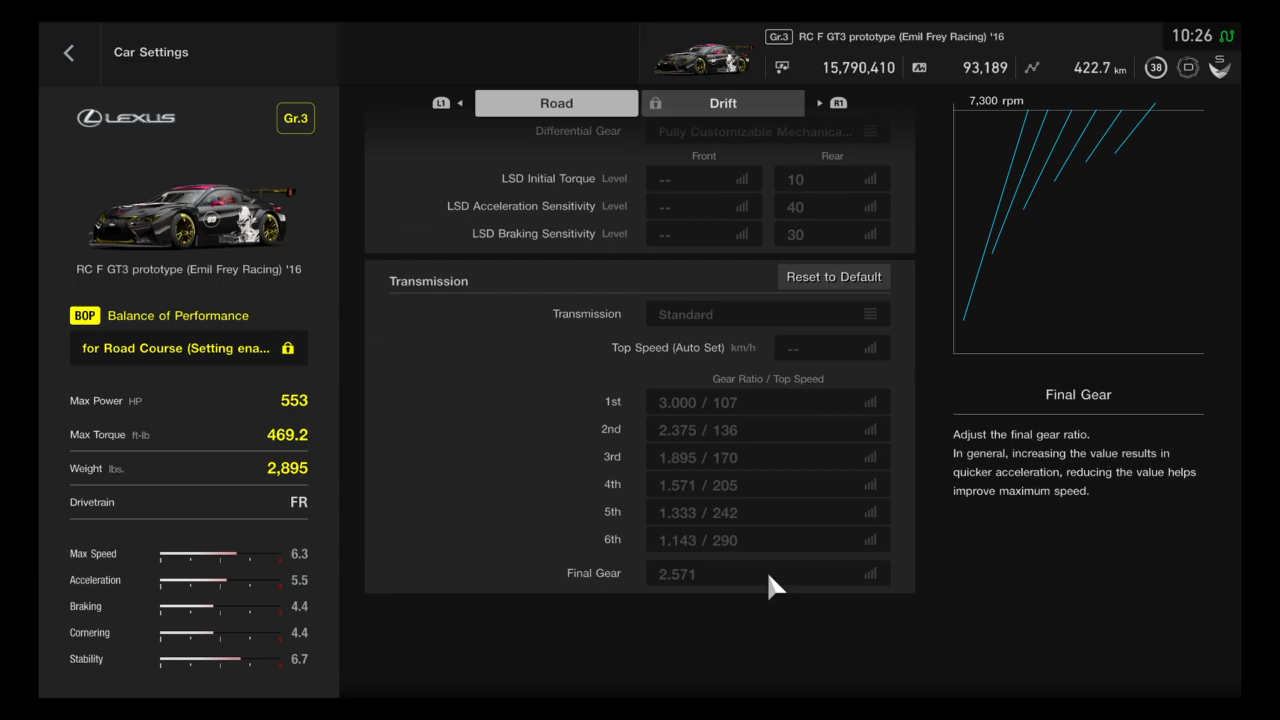 Car Settings
Gr.3 RC F GT3 prototype (Emil Frey Racing) '16
10:26
15,790,410 93,189 422.7 km 38 S
LEXUS
Gr.3
RC F GT3 prototype (Emil Frey Racing) '16
BOP Balance of Performance
for Road Course (Setting ena...
Max Power HP 553
Max Torque ft-lb 469.2
Weight lbs. 2,895
Drivetrain FR
Max Speed 6.3
Acceleration 5.5
Braking 4.4
Cornering 4.4
Stability 6.7
L1 Road Drift R1
Differential Gear Fully Customizable Mechanica...
Front Rear
LSD Initial Torque Level -- 10
LSD Acceleration Sensitivity Level -- 40
LSD Braking Sensitivity Level -- 30
Transmission Reset to Default
Transmission Standard
Top Speed (Auto Set) km/h --
Gear Ratio / Top Speed
1st 3.000 / 107
2nd 2.375 / 136
3rd 1.895 / 170
4th 1.571 / 205
5th 1.333 / 242
6th 1.143 / 290
Final Gear 2.571
7,300 rpm
Final Gear
Adjust the final gear ratio.
In general, increasing the value results in
quicker acceleration, reducing the value helps
improve maximum speed.